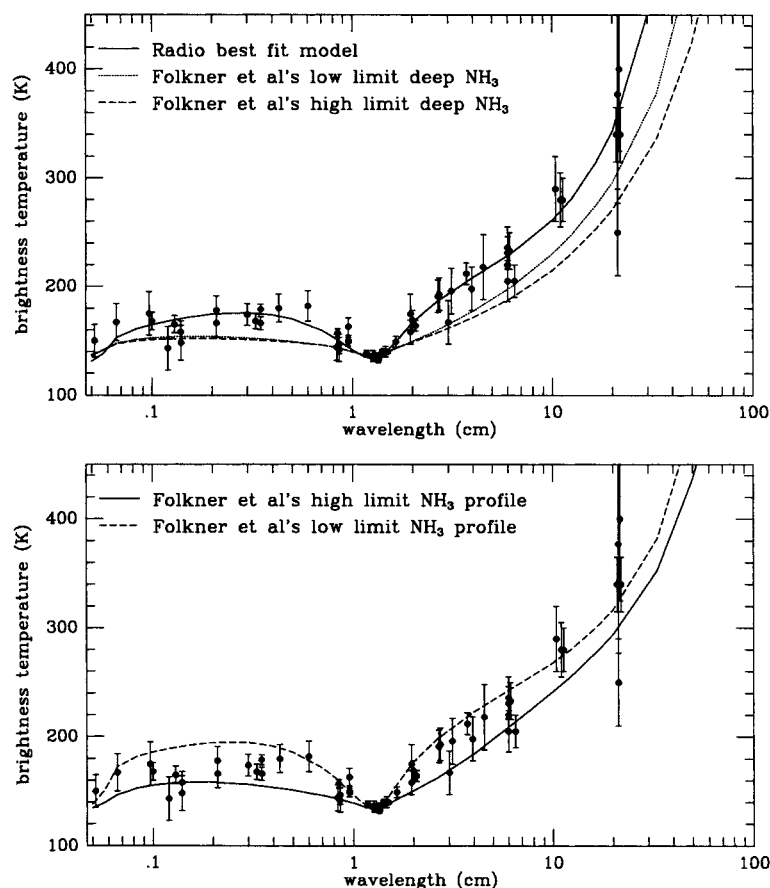 400
300
200
100
brightness temperature (K)
Radio best fit model
Folkner et al's low limit deep NH₃
Folkner et al's high limit deep NH₃
.1
1
10
100
wavelength (cm)
400
300
200
100
brightness temperature (K)
Folkner et al's high limit NH₃ profile
Folkner et al's low limit NH₃ profile
.1
1
10
100
wavelength (cm)